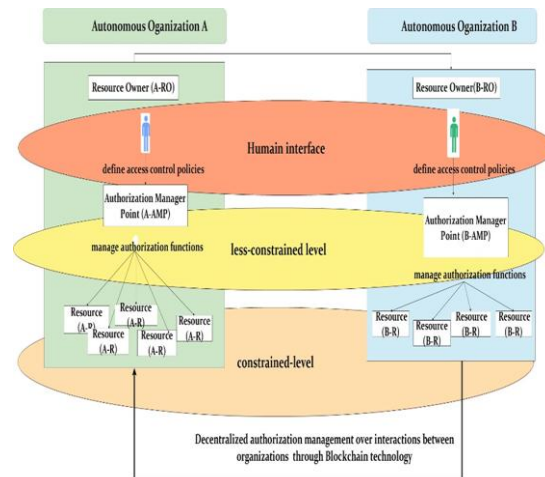 Autonomous Oganization A
Autonomous Oganization B
Resource Owner (A-RO)
Resource Owner(B-RO)
Humain interface
define access control policies
define access control policies
Authorization Manager
Point (A-AMP)
Authorization Manager
Point (B-AMP)
less-constrained level
manage authorization functions
manage authorization functions
Resource
(A-R)
Resource
(A-R)
Resource
(A-R)
Resource
(A-R)
Resource
(A-R)
Resource
(B-R)
Resource
(B-R)
Resource
(B-R)
Resource
(B-R)
constrained-level
Decentralized authorization management over interactions between
organizations through Blockchain technology